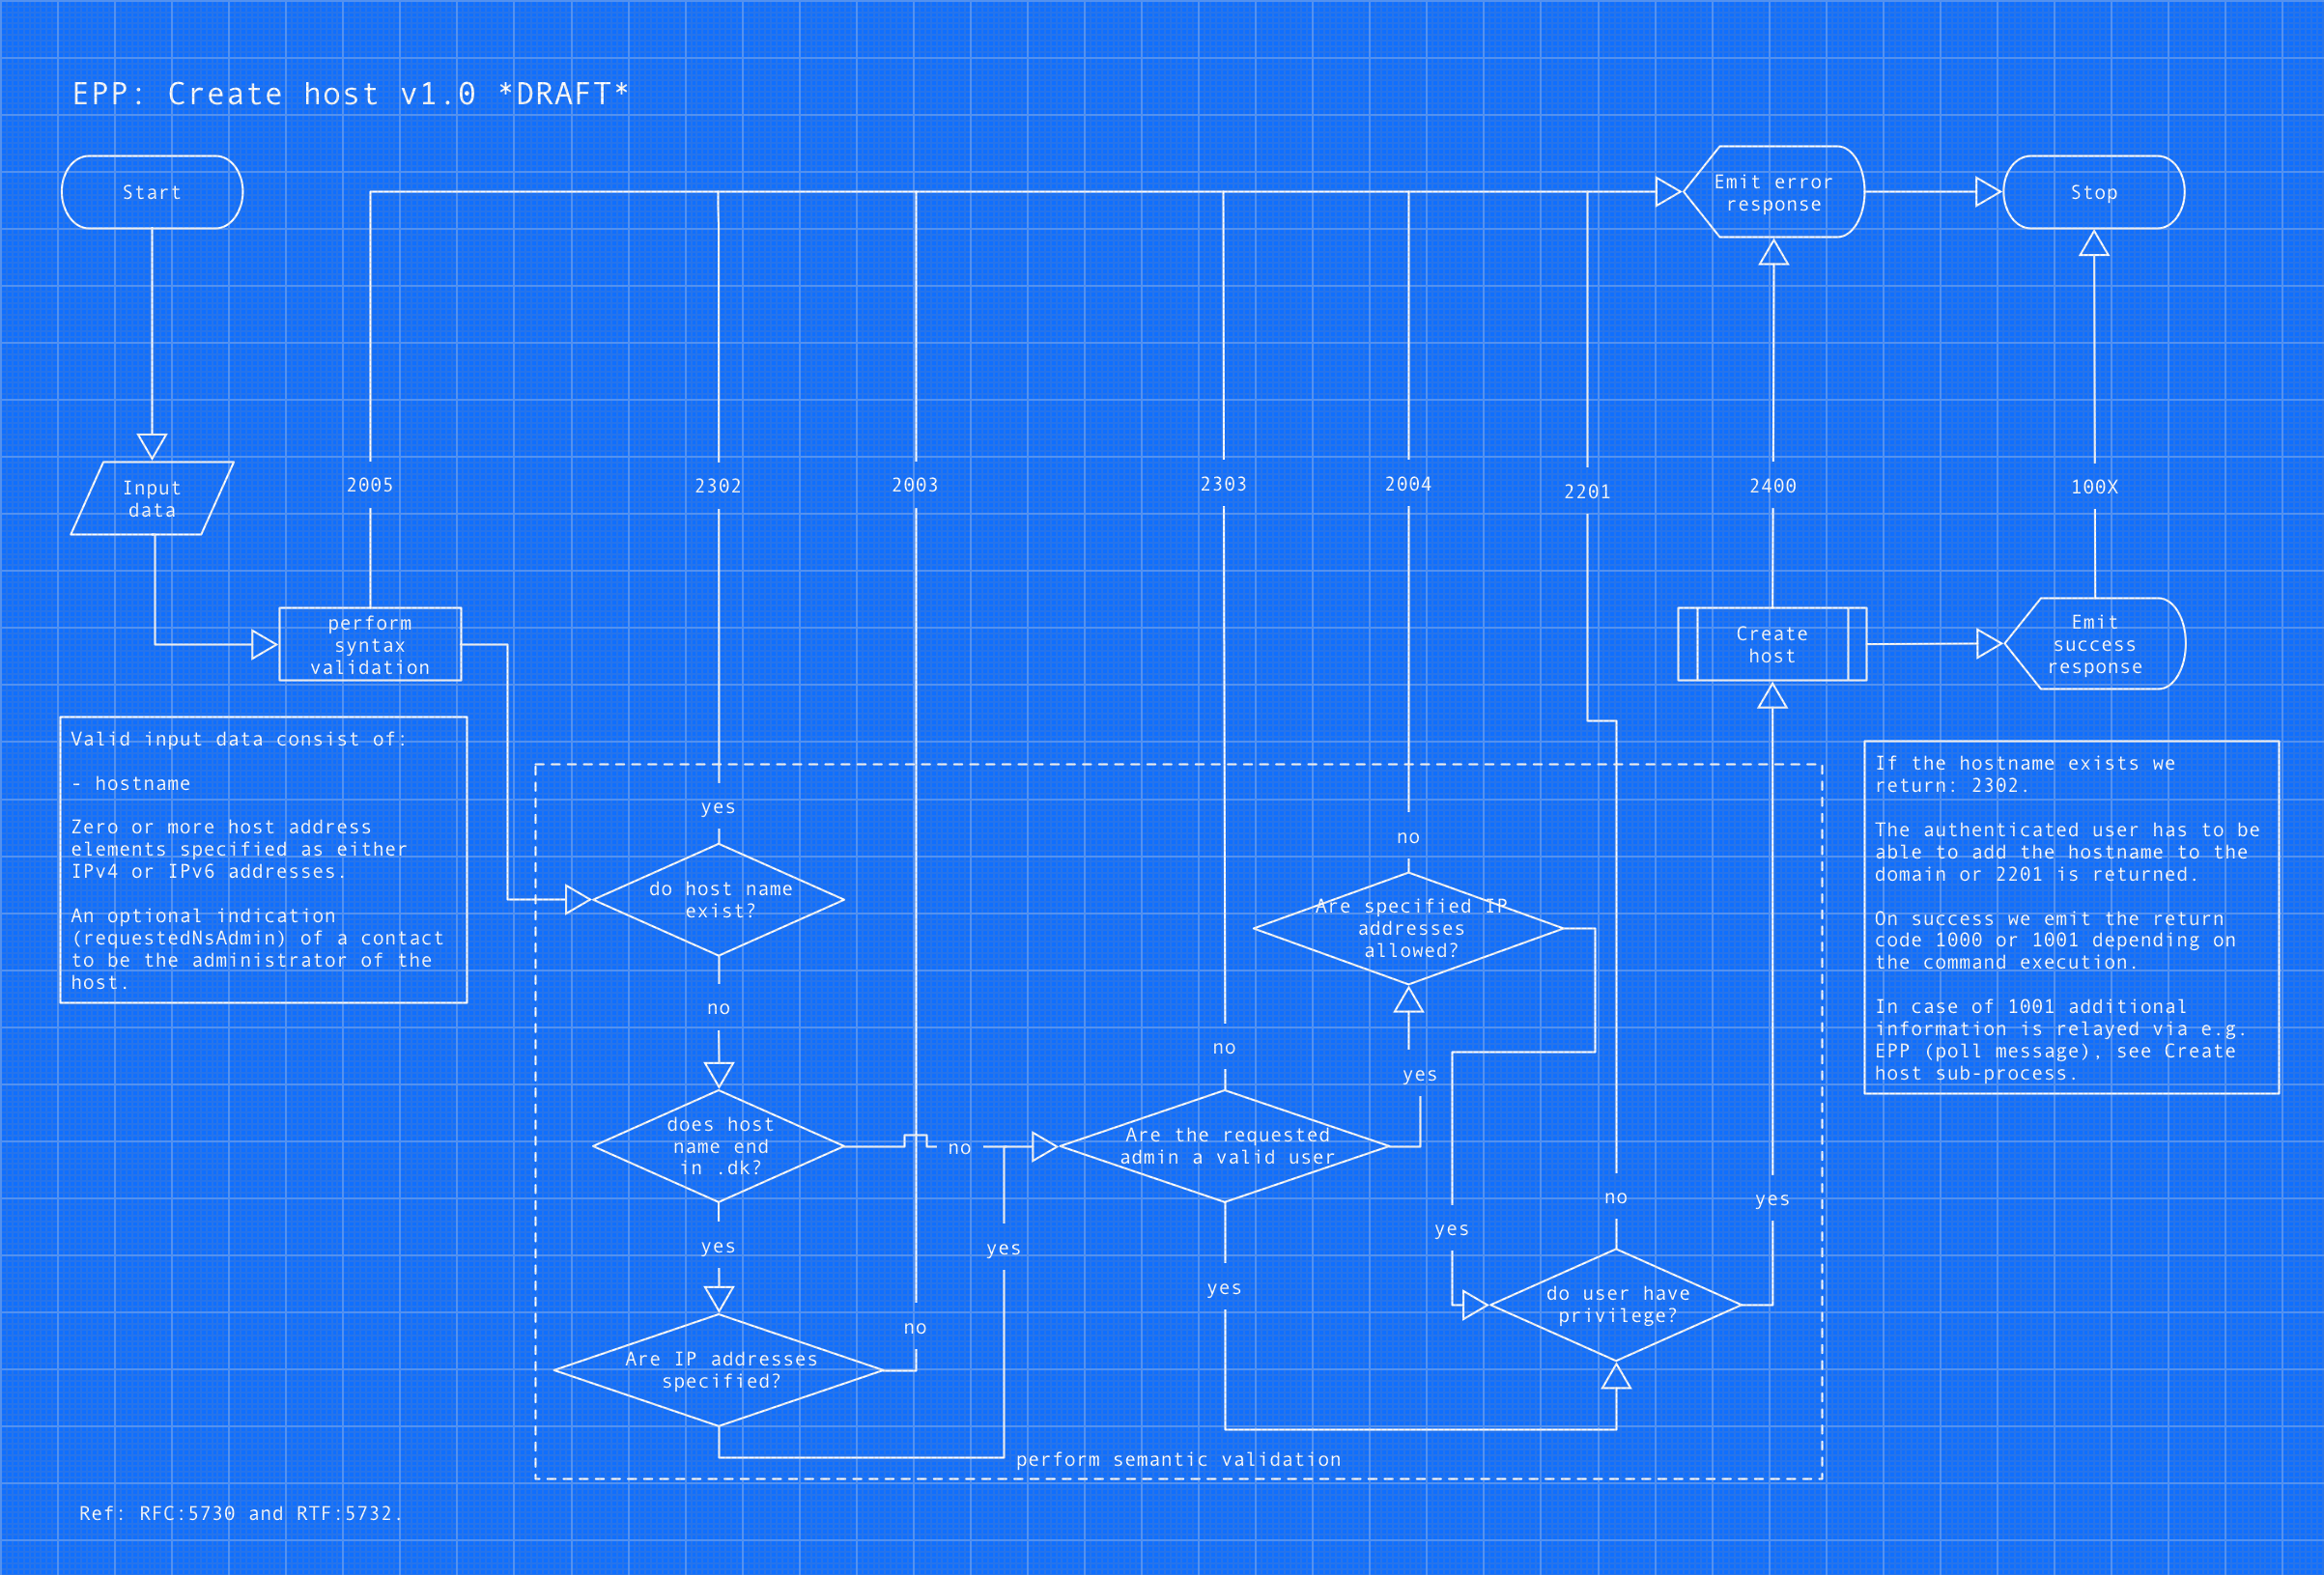 EPP: Create host v1.0 *DRAFT*
Start
Emit error
response
Stop
Input
data
2005
2302
2003
2303
2004
2201
2400
100X
perform
syntax
validation
Create
host
Emit
success
response
Valid input data consist of:
- hostname
Zero or more host address
elements specified as either
IPv4 or IPv6 addresses.
An optional indication
(requestedNsAdmin) of a contact
to be the administrator of the
host.
If the hostname exists we
return: 2302.
The authenticated user has to be
able to add the hostname to the
domain or 2201 is returned.
On success we emit the return
code 1000 or 1001 depending on
the command execution.
In case of 1001 additional
information is relayed via e.g.
EPP (poll message), see Create
host sub-process.
yes
do host name
exist?
no
does host
name end
in .dk?
no
yes
Are IP addresses
specified?
no
yes
no
Are the requested
admin a valid user
yes
yes
no
Are specified IP
addresses
allowed?
yes
no
do user have
privilege?
yes
perform semantic validation
Ref: RFC:5730 and RTF:5732.